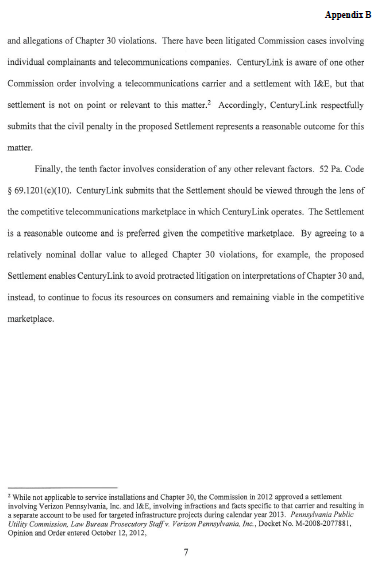 Appendix B
and allegations of Chapter 30 violations. There have been litigated Commission cases involving
individual complainants and telecommunications companies. CenturyLink is aware of one other
Commission order involving a telecommunications carrier and a settlement with I&E, but that
settlement is not on point or relevant to this matter.² Accordingly, CenturyLink respectfully
submits that the civil penalty in the proposed Settlement represents a reasonable outcome for this
matter.
Finally, the tenth factor involves consideration of any other relevant factors. 52 Pa. Code
§ 69.1201(c)(10). CenturyLink submits that the Settlement should be viewed through the lens of
the competitive telecommunications marketplace in which CenturyLink operates. The Settlement
is a reasonable outcome and is preferred given the competitive marketplace. By agreeing to a
relatively nominal dollar value to alleged Chapter 30 violations, for example, the proposed
Settlement enables CenturyLink to avoid protracted litigation on interpretations of Chapter 30 and,
instead, to continue to focus its resources on consumers and remaining viable in the competitive
marketplace.
² While not applicable to service installations and Chapter 30, the Commission in 2012 approved a settlement
involving Verizon Pennsylvania, Inc. and I&E, involving infractions and facts specific to that carrier and resulting in
a separate account to be used for targeted infrastructure projects during calendar year 2013. Pennsylvania Public
Utility Commission, Law Bureau Prosecutory Staff v. Verizon Pennsylvania, Inc., Docket No. M-2008-2077881,
Opinion and Order entered October 12, 2012,
7